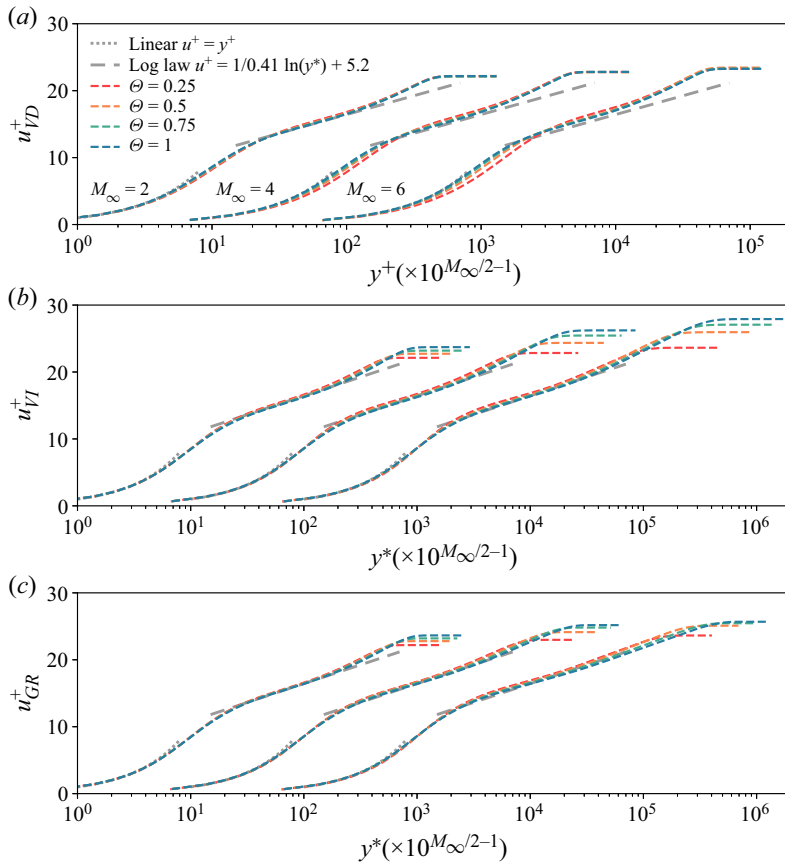 (a)
30
20
10
0
u⁺_VD
Linear u⁺ = y⁺
Log law u⁺ = 1/0.41 ln(y*) + 5.2
Θ = 0.25
Θ = 0.5
Θ = 0.75
Θ = 1
M∞ = 2 M∞ = 4 M∞ = 6
10⁰ 10¹ 10² 10³ 10⁴ 10⁵
y⁺(×10^M∞/2–1)
(b)
30
20
10
0
u⁺_VI
10⁰ 10¹ 10² 10³ 10⁴ 10⁵ 10⁶
y*(×10^M∞/2–1)
(c)
30
20
10
0
u⁺_GR
10⁰ 10¹ 10² 10³ 10⁴ 10⁵ 10⁶
y*(×10^M∞/2–1)